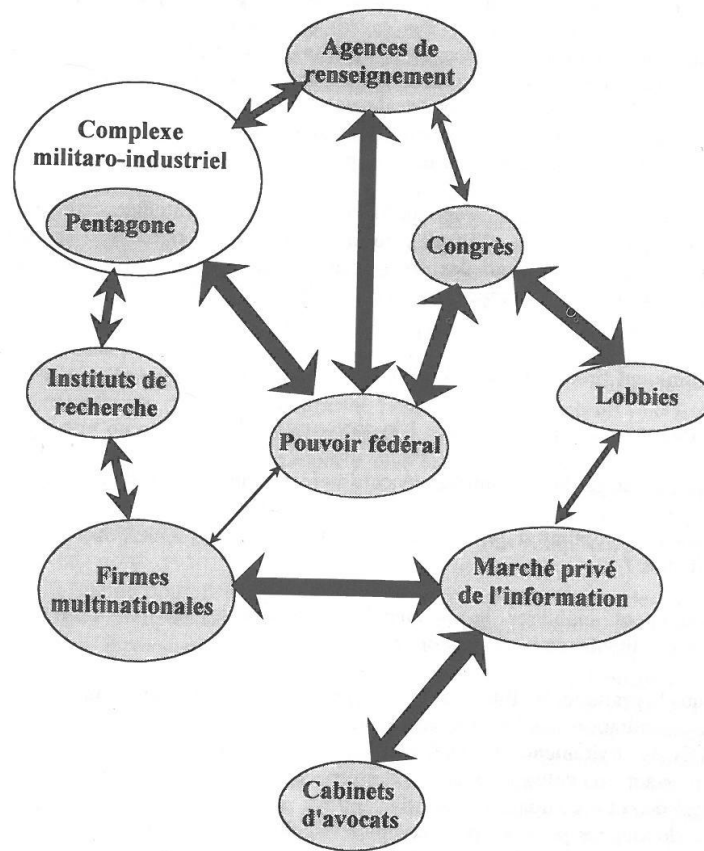 Agences de
renseignement
Complexe
militaro-industriel
Pentagone
Congrès
Instituts de
recherche
Lobbies
Pouvoir fédéral
Firmes
multinationales
Marché privé
de l'information
Cabinets
d'avocats